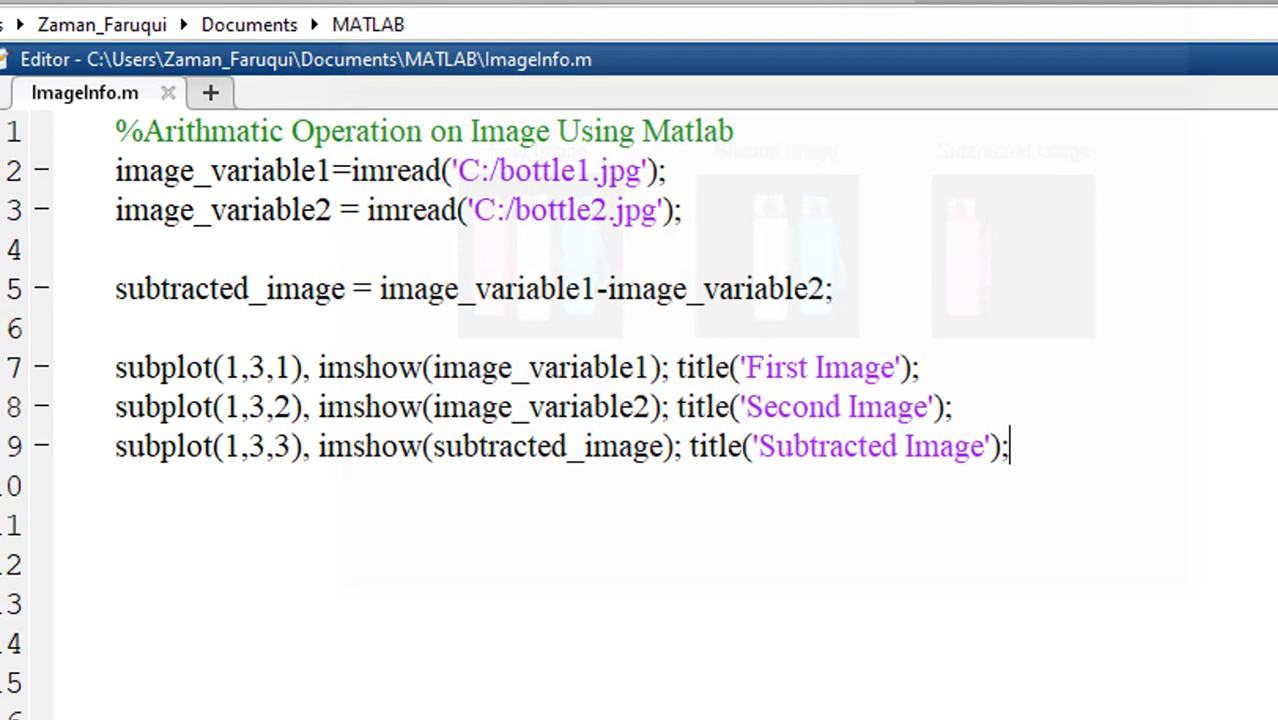 Zaman_Faruqui ▸ Documents ▸ MATLAB
Editor - C:\Users\Zaman_Faruqui\Documents\MATLAB\ImageInfo.m
ImageInfo.m
1 %Arithmatic Operation on Image Using Matlab
2 image_variable1=imread('C:/bottle1.jpg');
3 image_variable2 = imread('C:/bottle2.jpg');
4
5 subtracted_image = image_variable1-image_variable2;
6
7 subplot(1,3,1), imshow(image_variable1); title('First Image');
8 subplot(1,3,2), imshow(image_variable2); title('Second Image');
9 subplot(1,3,3), imshow(subtracted_image); title('Subtracted Image');